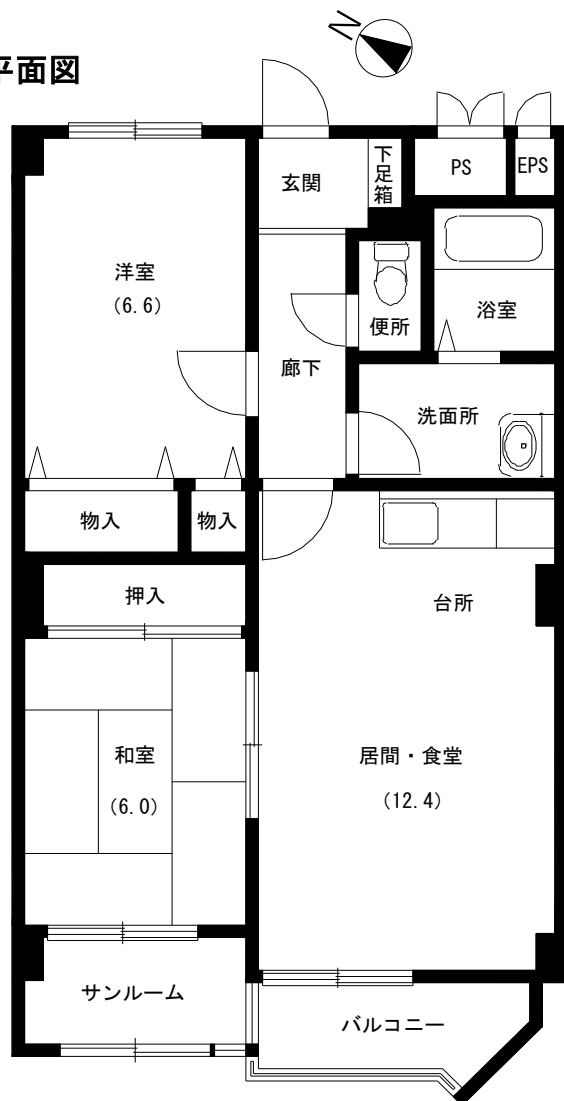 N
平面図
下足箱
玄関
PS
EPS
洋室
(6.6)
浴室
便所
廊下
洗面所
物入
物入
押入
台所
和室
(6.0)
居間・食堂
(12.4)
サンルーム
バルコニー